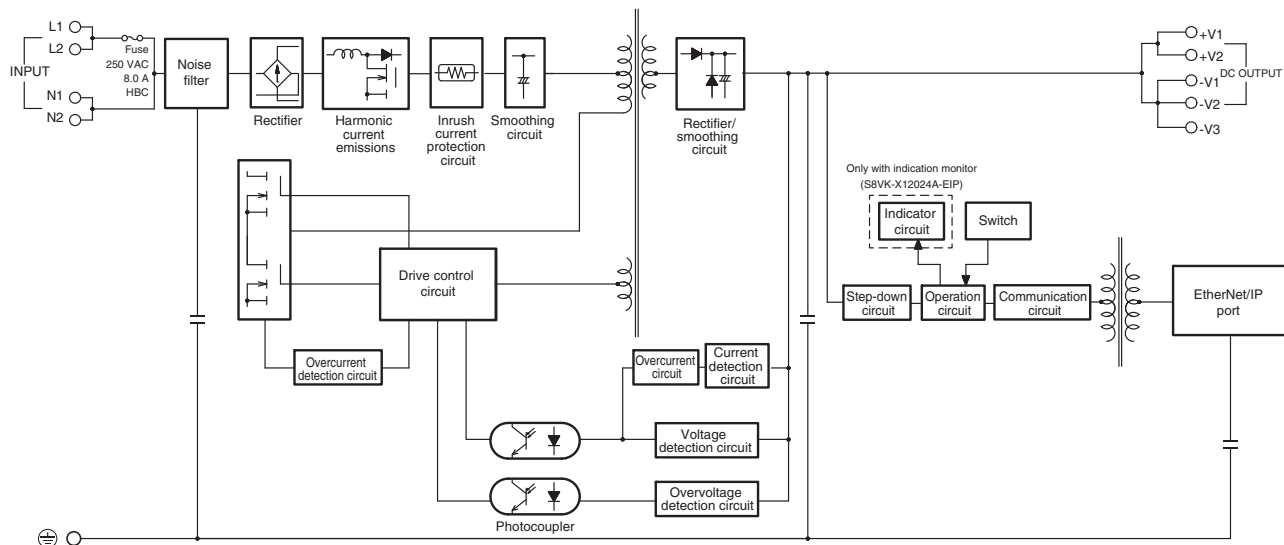 L1
L2
INPUT
N1
N2
Fuse
250 VAC
8.0 A
HBC
Noise
filter
Rectifier
Harmonic
current
emissions
Inrush
current
protection
circuit
Smoothing
circuit
Rectifier/
smoothing
circuit
+V1
+V2
DC OUTPUT
-V1
-V2
-V3
Only with indication monitor
(S8VK-X12024A-EIP)
Indicator
circuit
Switch
Drive control
circuit
Step-down
circuit
Operation
circuit
Communication
circuit
EtherNet/IP
port
Overcurrent
detection circuit
Overcurrent
circuit
Current
detection
circuit
Voltage
detection circuit
Overvoltage
detection circuit
Photocoupler